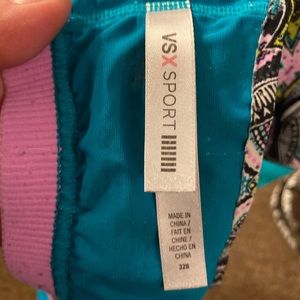 VSX SPORT
MADE IN
CHINA /
FAIT EN
CHINE /
HECHO EN
CHINA
32B